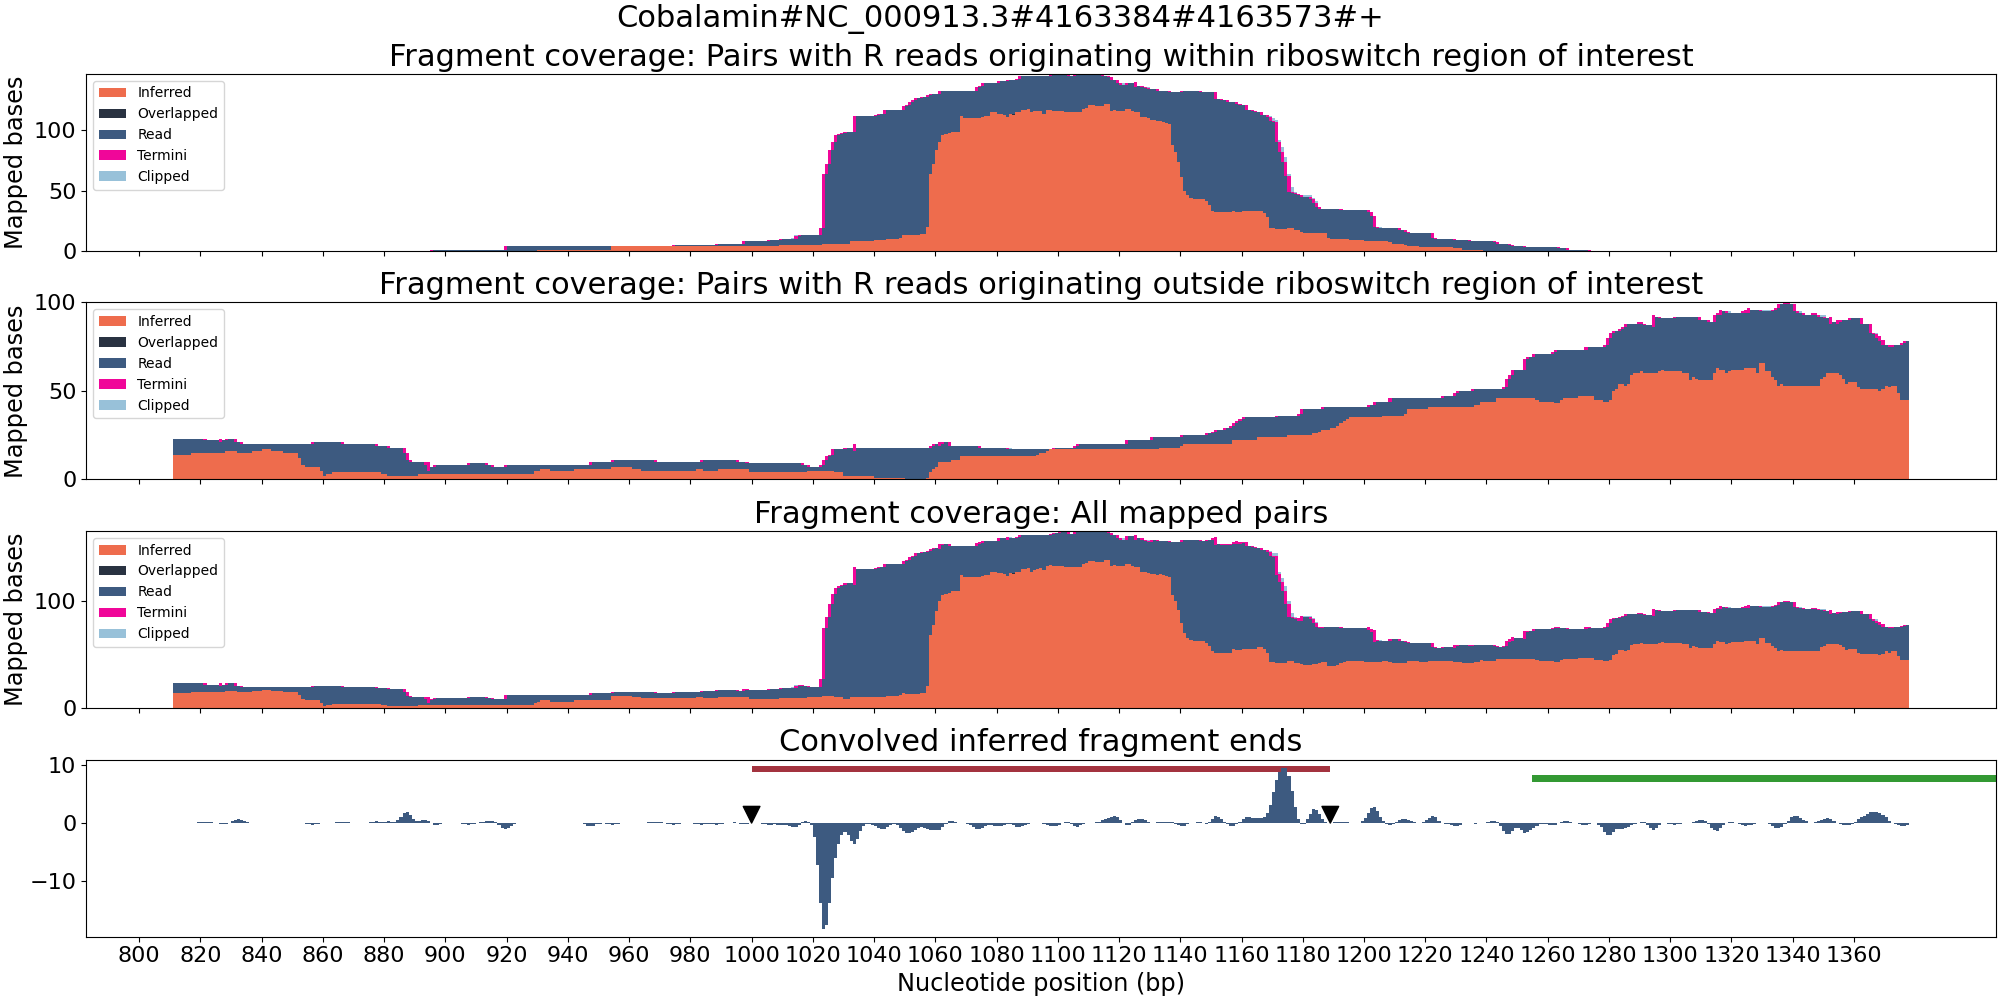 Cobalamin#NC_000913.3#4163384#4163573#+
Fragment coverage: Pairs with R reads originating within riboswitch region of interest
Mapped bases
100
50
0
Inferred
Overlapped
Read
Termini
Clipped
Fragment coverage: Pairs with R reads originating outside riboswitch region of interest
Mapped bases
100
50
0
Inferred
Overlapped
Read
Termini
Clipped
Fragment coverage: All mapped pairs
Mapped bases
100
0
Inferred
Overlapped
Read
Termini
Clipped
Convolved inferred fragment ends
10
0
−10
800 820 840 860 880 900 920 940 960 980 1000 1020 1040 1060 1080 1100 1120 1140 1160 1180 1200 1220 1240 1260 1280 1300 1320 1340 1360
Nucleotide position (bp)